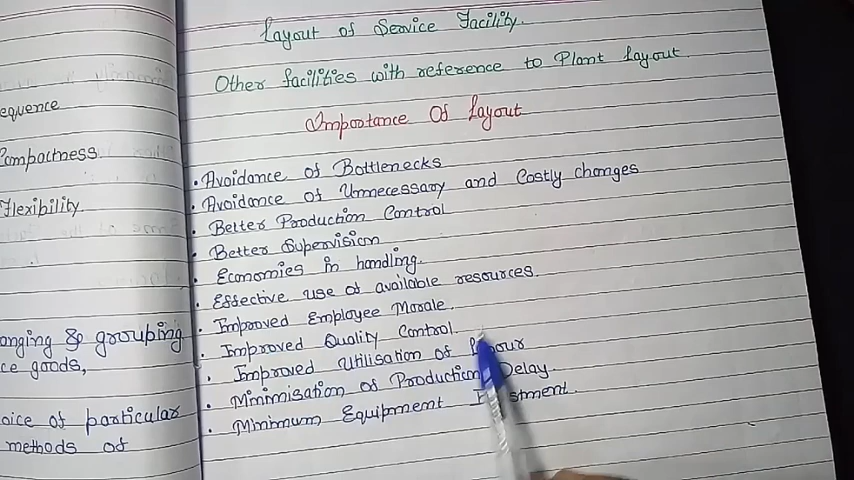 equence
Compactness.
Flexibility.
anging & grouping
ce goods,
oice of particular
methods of
Layout of Service Facility.
Other facilities with reference to Plant Layout
Importance Of Layout
• Avoidance of Bottlenecks
• Avoidance of Unnecessary and Costly changes
• Better Production Control
• Better Supervision
• Economies in handling.
• Effective use of available resources.
• Improved Employee Morale.
• Improved Quality Control
• Improved Utilisation of Labour
• Minimisation of Production Delay.
• Minimum Equipment Investment.